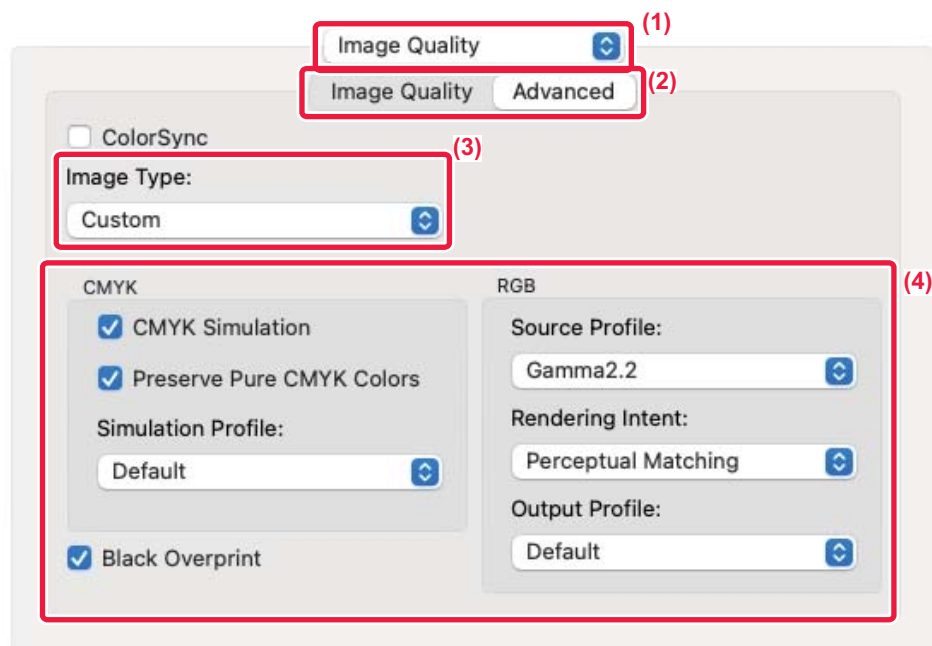 Image Quality
(1)
Image Quality
Advanced
(2)
ColorSync
(3)
Image Type:
Custom
(4)
CMYK
CMYK Simulation
Preserve Pure CMYK Colors
Simulation Profile:
Default
Black Overprint
RGB
Source Profile:
Gamma2.2
Rendering Intent:
Perceptual Matching
Output Profile:
Default